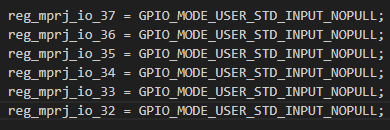 reg_mprj_io_37 = GPIO_MODE_USER_STD_INPUT_NOPULL;
reg_mprj_io_36 = GPIO_MODE_USER_STD_INPUT_NOPULL;
reg_mprj_io_35 = GPIO_MODE_USER_STD_INPUT_NOPULL;
reg_mprj_io_34 = GPIO_MODE_USER_STD_INPUT_NOPULL;
reg_mprj_io_33 = GPIO_MODE_USER_STD_INPUT_NOPULL;
reg_mprj_io_32 = GPIO_MODE_USER_STD_INPUT_NOPULL;